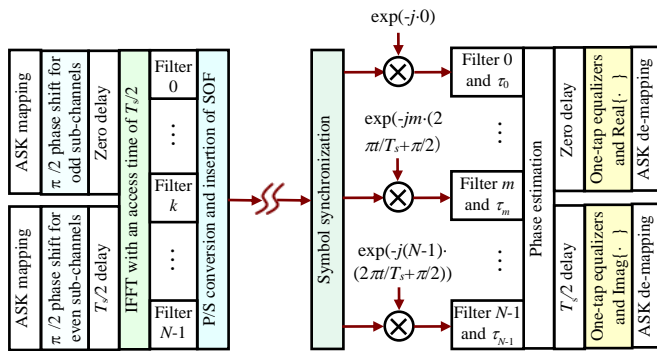 ASK mapping
π /2 phase shift for
odd sub-channels
Zero delay
ASK mapping
π /2 phase shift for
even sub-channels
Ts/2 delay
IFFT with an access time of Ts/2
Filter
0
⋮
Filter
k
⋮
Filter
N-1
P/S conversion and insertion of SOF
Symbol synchronization
exp(-j·0)
Filter 0
and τ0
exp(-jm·(2
πt/Ts+π/2)
Filter m
and τm
exp(-j(N-1)·
(2πt/Ts+π/2))
Filter N-1
and τN-1
Phase estimation
Zero delay
One-tap equalizers
and Real{· }
ASK de-mapping
Ts/2 delay
One-tap equalizers
and Imag{· }
ASK de-mapping